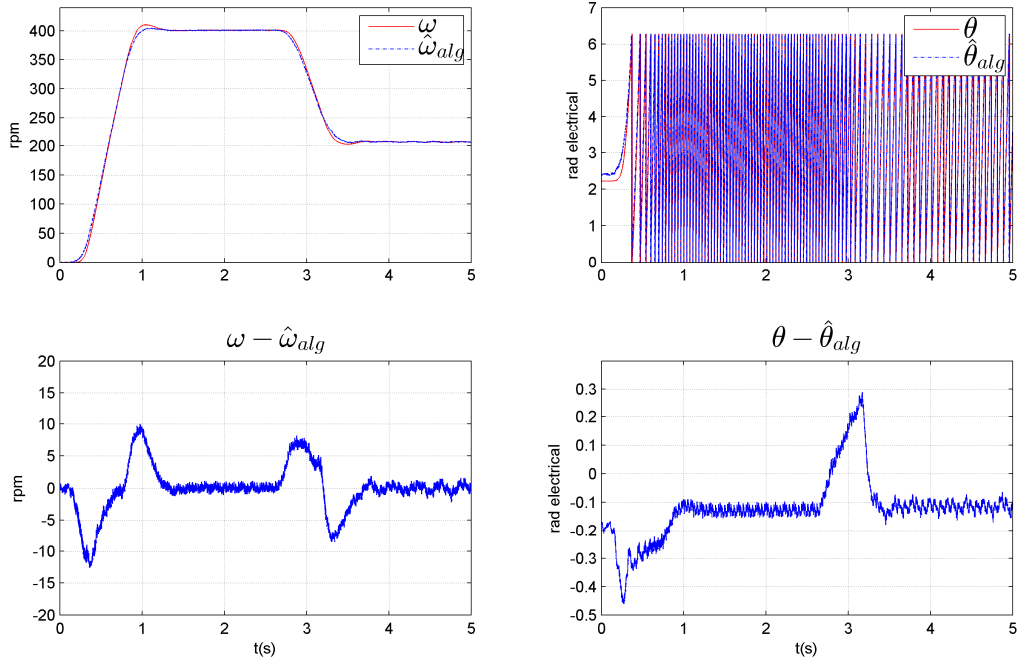 400
350
300
250
200
150
100
50
0
rpm
0 1 2 3 4 5
ω
ω̂alg
7
6
5
4
3
2
1
0
rad electrical
0 1 2 3 4 5
θ
θ̂alg
ω − ω̂alg
20
15
10
5
0
-5
-10
-15
-20
rpm
0 1 2 3 4 5
t(s)
θ − θ̂alg
0.3
0.2
0.1
0
-0.1
-0.2
-0.3
-0.4
-0.5
rad electrical
0 1 2 3 4 5
t(s)